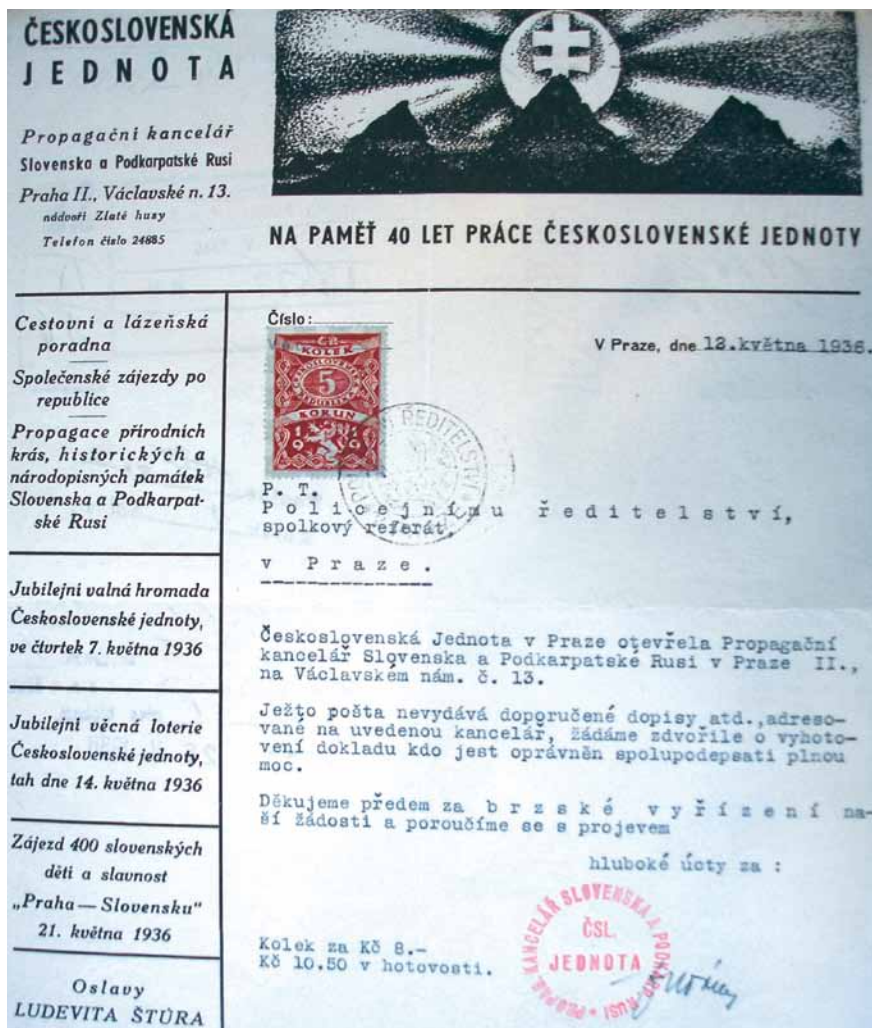 ČESKOSLOVENSKÁ
JEDNOTA
Propagační kancelář
Slovenska a Podkarpatské Rusi
Praha II., Václavské n. 13.
nádvoří Zlaté husy
Telefon číslo 24885
NA PAMĚŤ 40 LET PRÁCE ČESKOSLOVENSKÉ JEDNOTY
Cestovní a lázeňská
poradna
Společenské zájezdy po
republice
Propagace přírodních
krás, historických a
národopisných památek
Slovenska a Podkarpat-
ské Rusi
Jubilejní valná hromada
Československé jednoty,
ve čtvrtek 7. května 1936
Jubilejní věcná loterie
Československé jednoty,
tah dne 14. května 1936
Zájezd 400 slovenských
dětí a slavnost
„Praha — Slovensku"
21. května 1936
Oslavy
LUDEVITA ŠTÚRA
Číslo:
KOLEK
5
KORUN
1919
ŘEDITELSTVÍ
V Praze, dne 12. května 1936.
P. T.
Policejnímu ředitelství,
spolkový referát,
v Praze.
Československá Jednota v Praze otevřela Propagační
kancelář Slovenska a Podkarpatské Rusi v Praze II.,
na Václavském nám. č. 13.
Ježto pošta nevydává doporučené dopisy atd., adreso-
vané na uvedenou kancelář, žádáme zdvořile o vyhoto-
vení dokladu kdo jest oprávněn spolupodepsati plnou
moc.
Děkujeme předem za brzské vyřízení na-
ší žádosti a poroučíme se s projevem
hluboké úcty za :
Kolek za Kč 8.-
Kč 10.50 v hotovosti.
PROPAG. KANCELÁŘ SLOVENSKA A PODKARP. RUSI
ČSL.
JEDNOTA